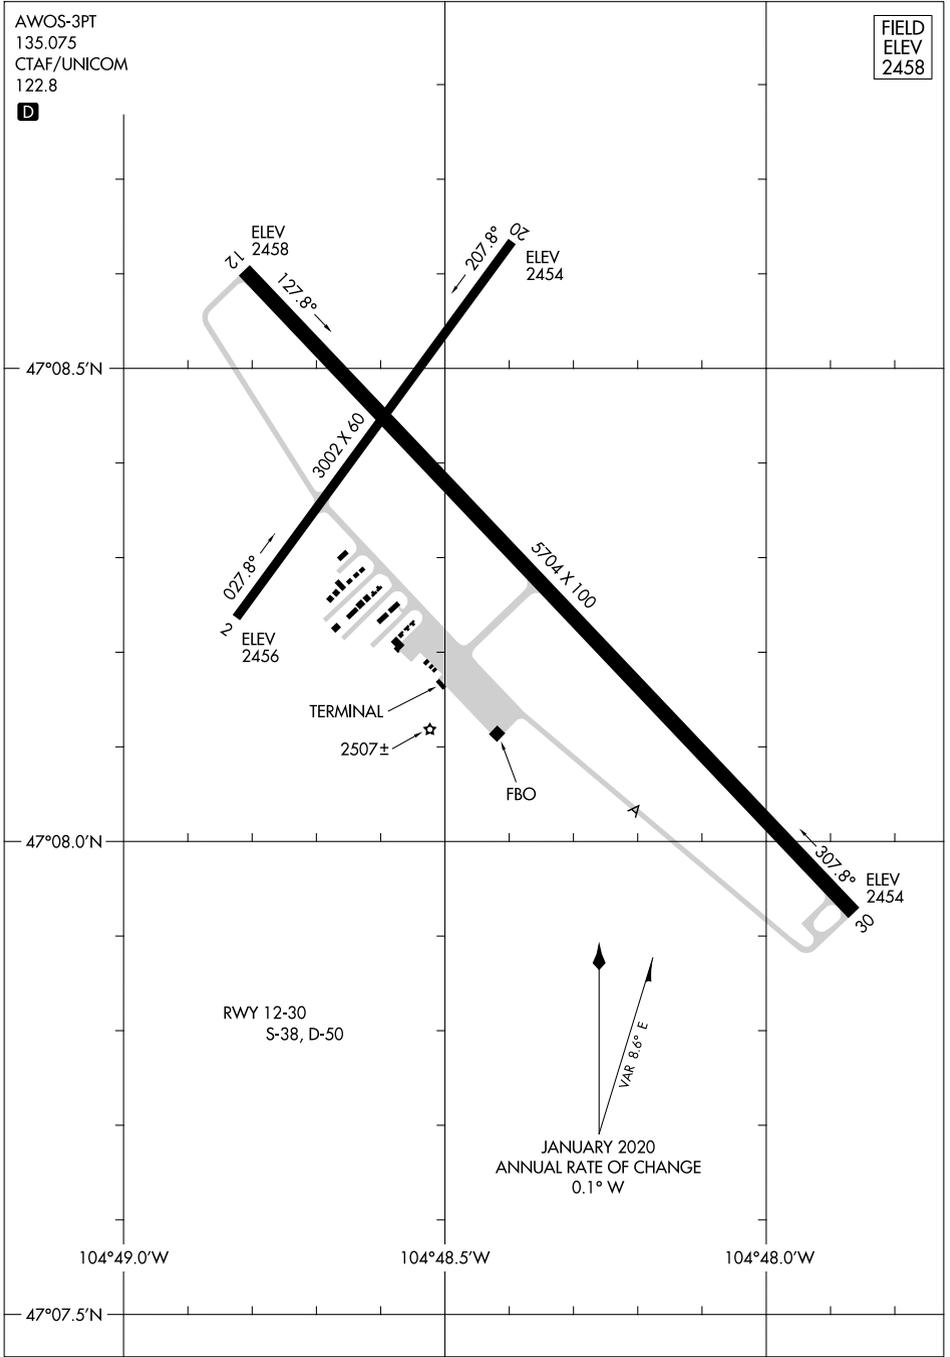 AWOS-3PT
135.075
CTAF/UNICOM
122.8
D
FIELD
ELEV
2458
ELEV
2458
12
127.8°
207.8°
20
ELEV
2454
47°08.5'N
3002 X 60
5704 X 100
027.8°
2
ELEV
2456
TERMINAL
2507±
FBO
A
47°08.0'N
307.8°
ELEV
2454
30
RWY 12-30
S-38, D-50
VAR 8.6° E
JANUARY 2020
ANNUAL RATE OF CHANGE
0.1° W
104°49.0'W
104°48.5'W
104°48.0'W
47°07.5'N